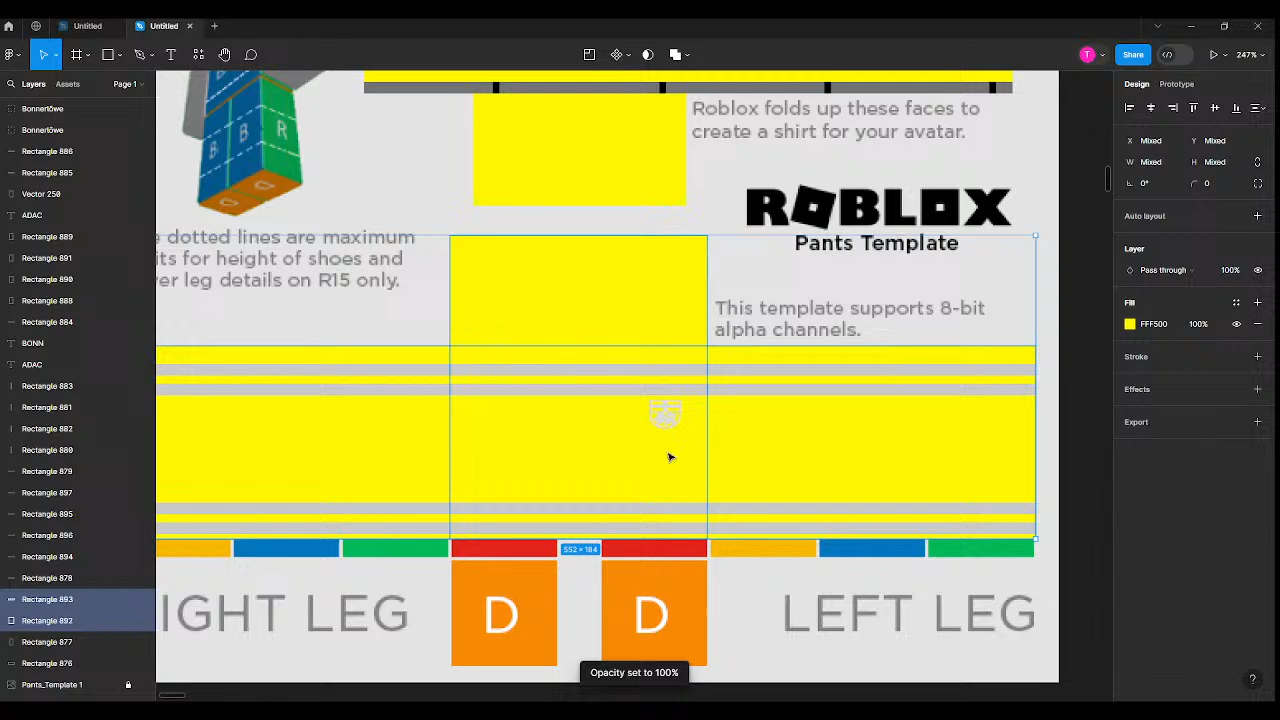 Untitled
Untitled
Share
247%
Layers
Assets
Page 1
Bonnertöwe
Bonnertöwe
Rectangle 886
Rectangle 885
Vector 250
ADAC
Rectangle 889
Rectangle 891
Rectangle 890
Rectangle 888
Rectangle 884
BONN
ADAC
Rectangle 883
Rectangle 881
Rectangle 882
Rectangle 880
Rectangle 879
Rectangle 897
Rectangle 895
Rectangle 896
Rectangle 894
Rectangle 878
Rectangle 893
Rectangle 892
Rectangle 877
Rectangle 876
Pants_Template 1
B
B
R
D
D
Roblox folds up these faces to
create a shirt for your avatar.
ROBLOX
Pants Template
e dotted lines are maximum
its for height of shoes and
er leg details on R15 only.
This template supports 8-bit
alpha channels.
552 × 184
IGHT LEG
D
D
LEFT LEG
Opacity set to 100%
T
Design
Prototype
X Mixed
Y Mixed
W Mixed
H Mixed
0°
0
Auto layout
Layer
Pass through
100%
Fill
FFF500
100%
Stroke
Effects
Export
?